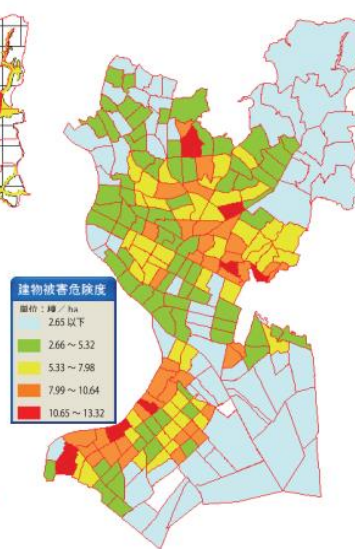 建物被害危険度
単位：棟／ha
2.65 以下
2.66 ～ 5.32
5.33 ～ 7.98
7.99 ～ 10.64
10.65 ～ 13.32